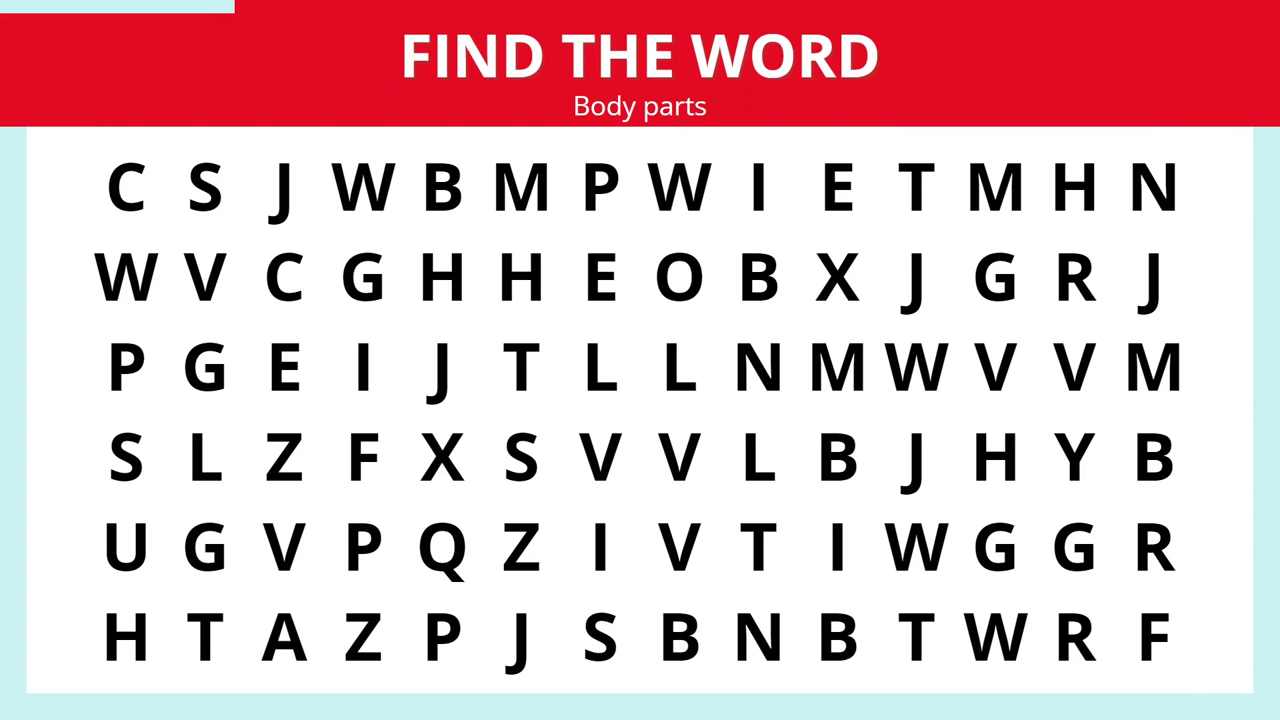 FIND THE WORD
Body parts
C S J W B M P W I E T M H N
W V C G H H E O B X J G R J
P G E I J T L L N M W V V M
S L Z F X S V V L B J H Y B
U G V P Q Z I V T I W G G R
H T A Z P J S B N B T W R F